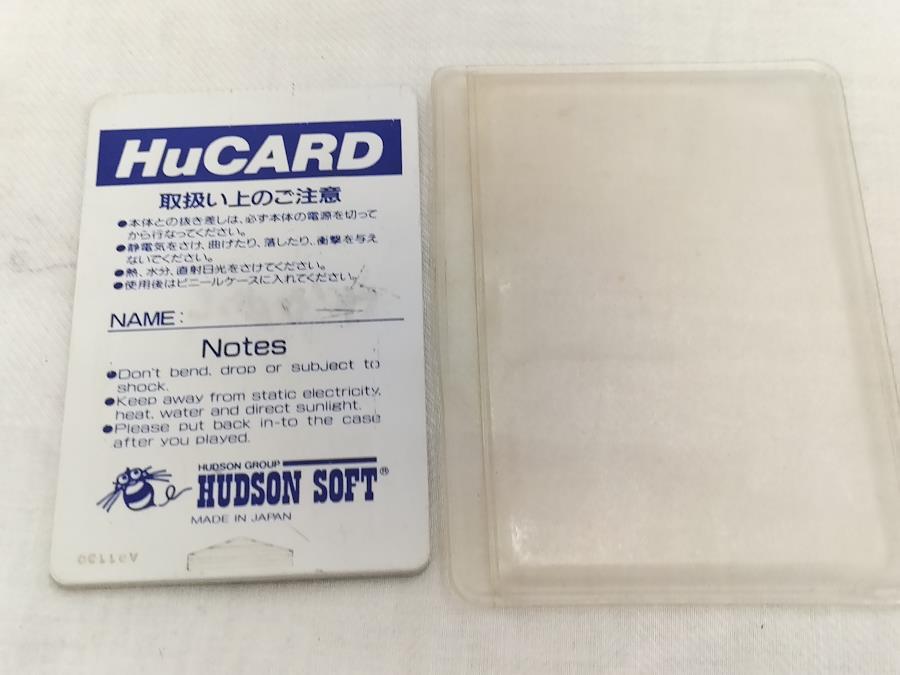 HuCARD
取扱い上のご注意
●本体との抜き差しは、必ず本体の電源を切って
から行なってください。
●静電気をさけ、曲げたり、落したり、衝撃を与え
ないでください。
●熱、水分、直射日光をさけてください。
●使用後はビニールケースに入れてください。
NAME:
Notes
●Don't bend, drop or subject to
shock.
●Keep away from static electricity,
heat, water and direct sunlight.
●Please put back in-to the case
after you played.
HUDSON GROUP
HUDSON SOFT®
MADE IN JAPAN